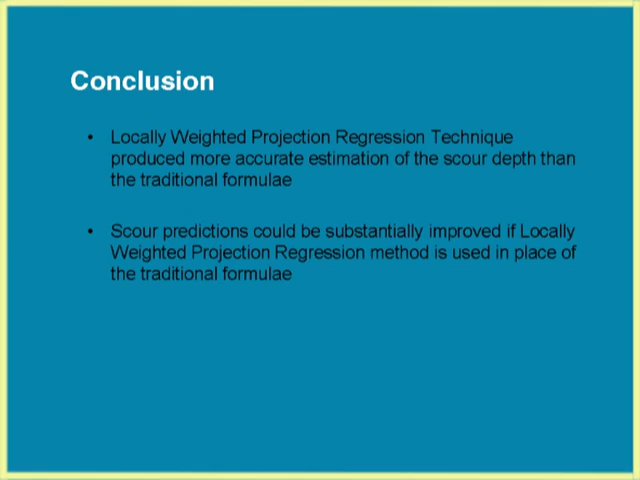 Conclusion
• Locally Weighted Projection Regression Technique
produced more accurate estimation of the scour depth than
the traditional formulae
• Scour predictions could be substantially improved if Locally
Weighted Projection Regression method is used in place of
the traditional formulae